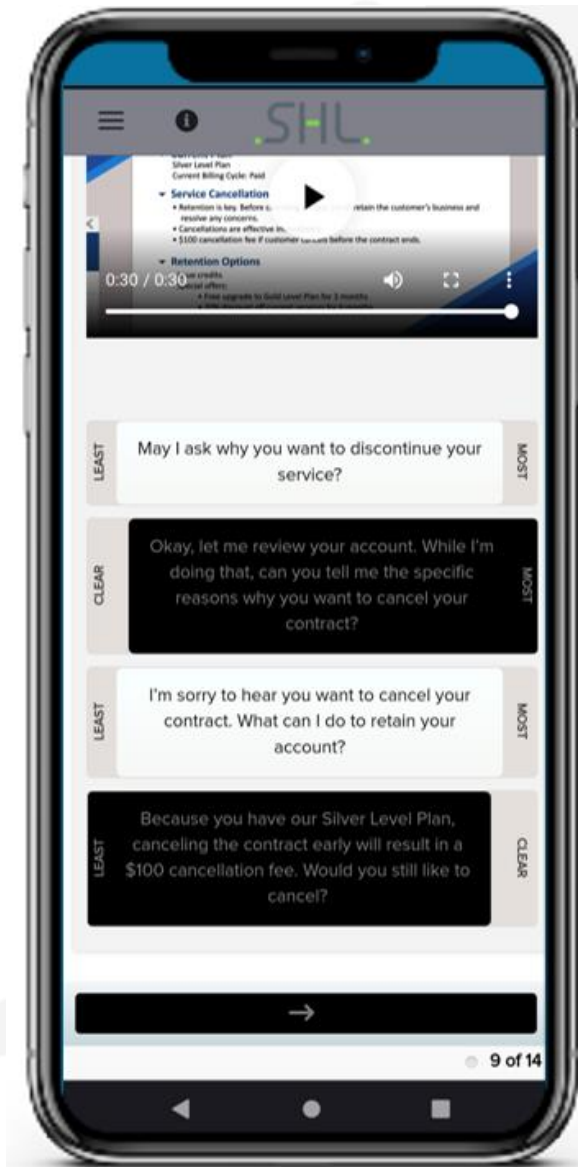 .SHL.
Silver Level Plan
Current Billing Cycle: Paid
Service Cancellation
• Retention is key. Before retain the customer's business and
resolve any concerns.
• Cancellations are effective
• $100 cancellation fee if customer before the contract ends.
Retention Options
credits
offers:
• Free upgrade to Gold Level Plan for 3 months
0:30 / 0:30
LEAST
May I ask why you want to discontinue your
service?
MOST
CLEAR
Okay, let me review your account. While I'm
doing that, can you tell me the specific
reasons why you want to cancel your
contract?
MOST
LEAST
I'm sorry to hear you want to cancel your
contract. What can I do to retain your
account?
MOST
LEAST
Because you have our Silver Level Plan,
canceling the contract early will result in a
$100 cancellation fee. Would you still like to
cancel?
CLEAR
9 of 14